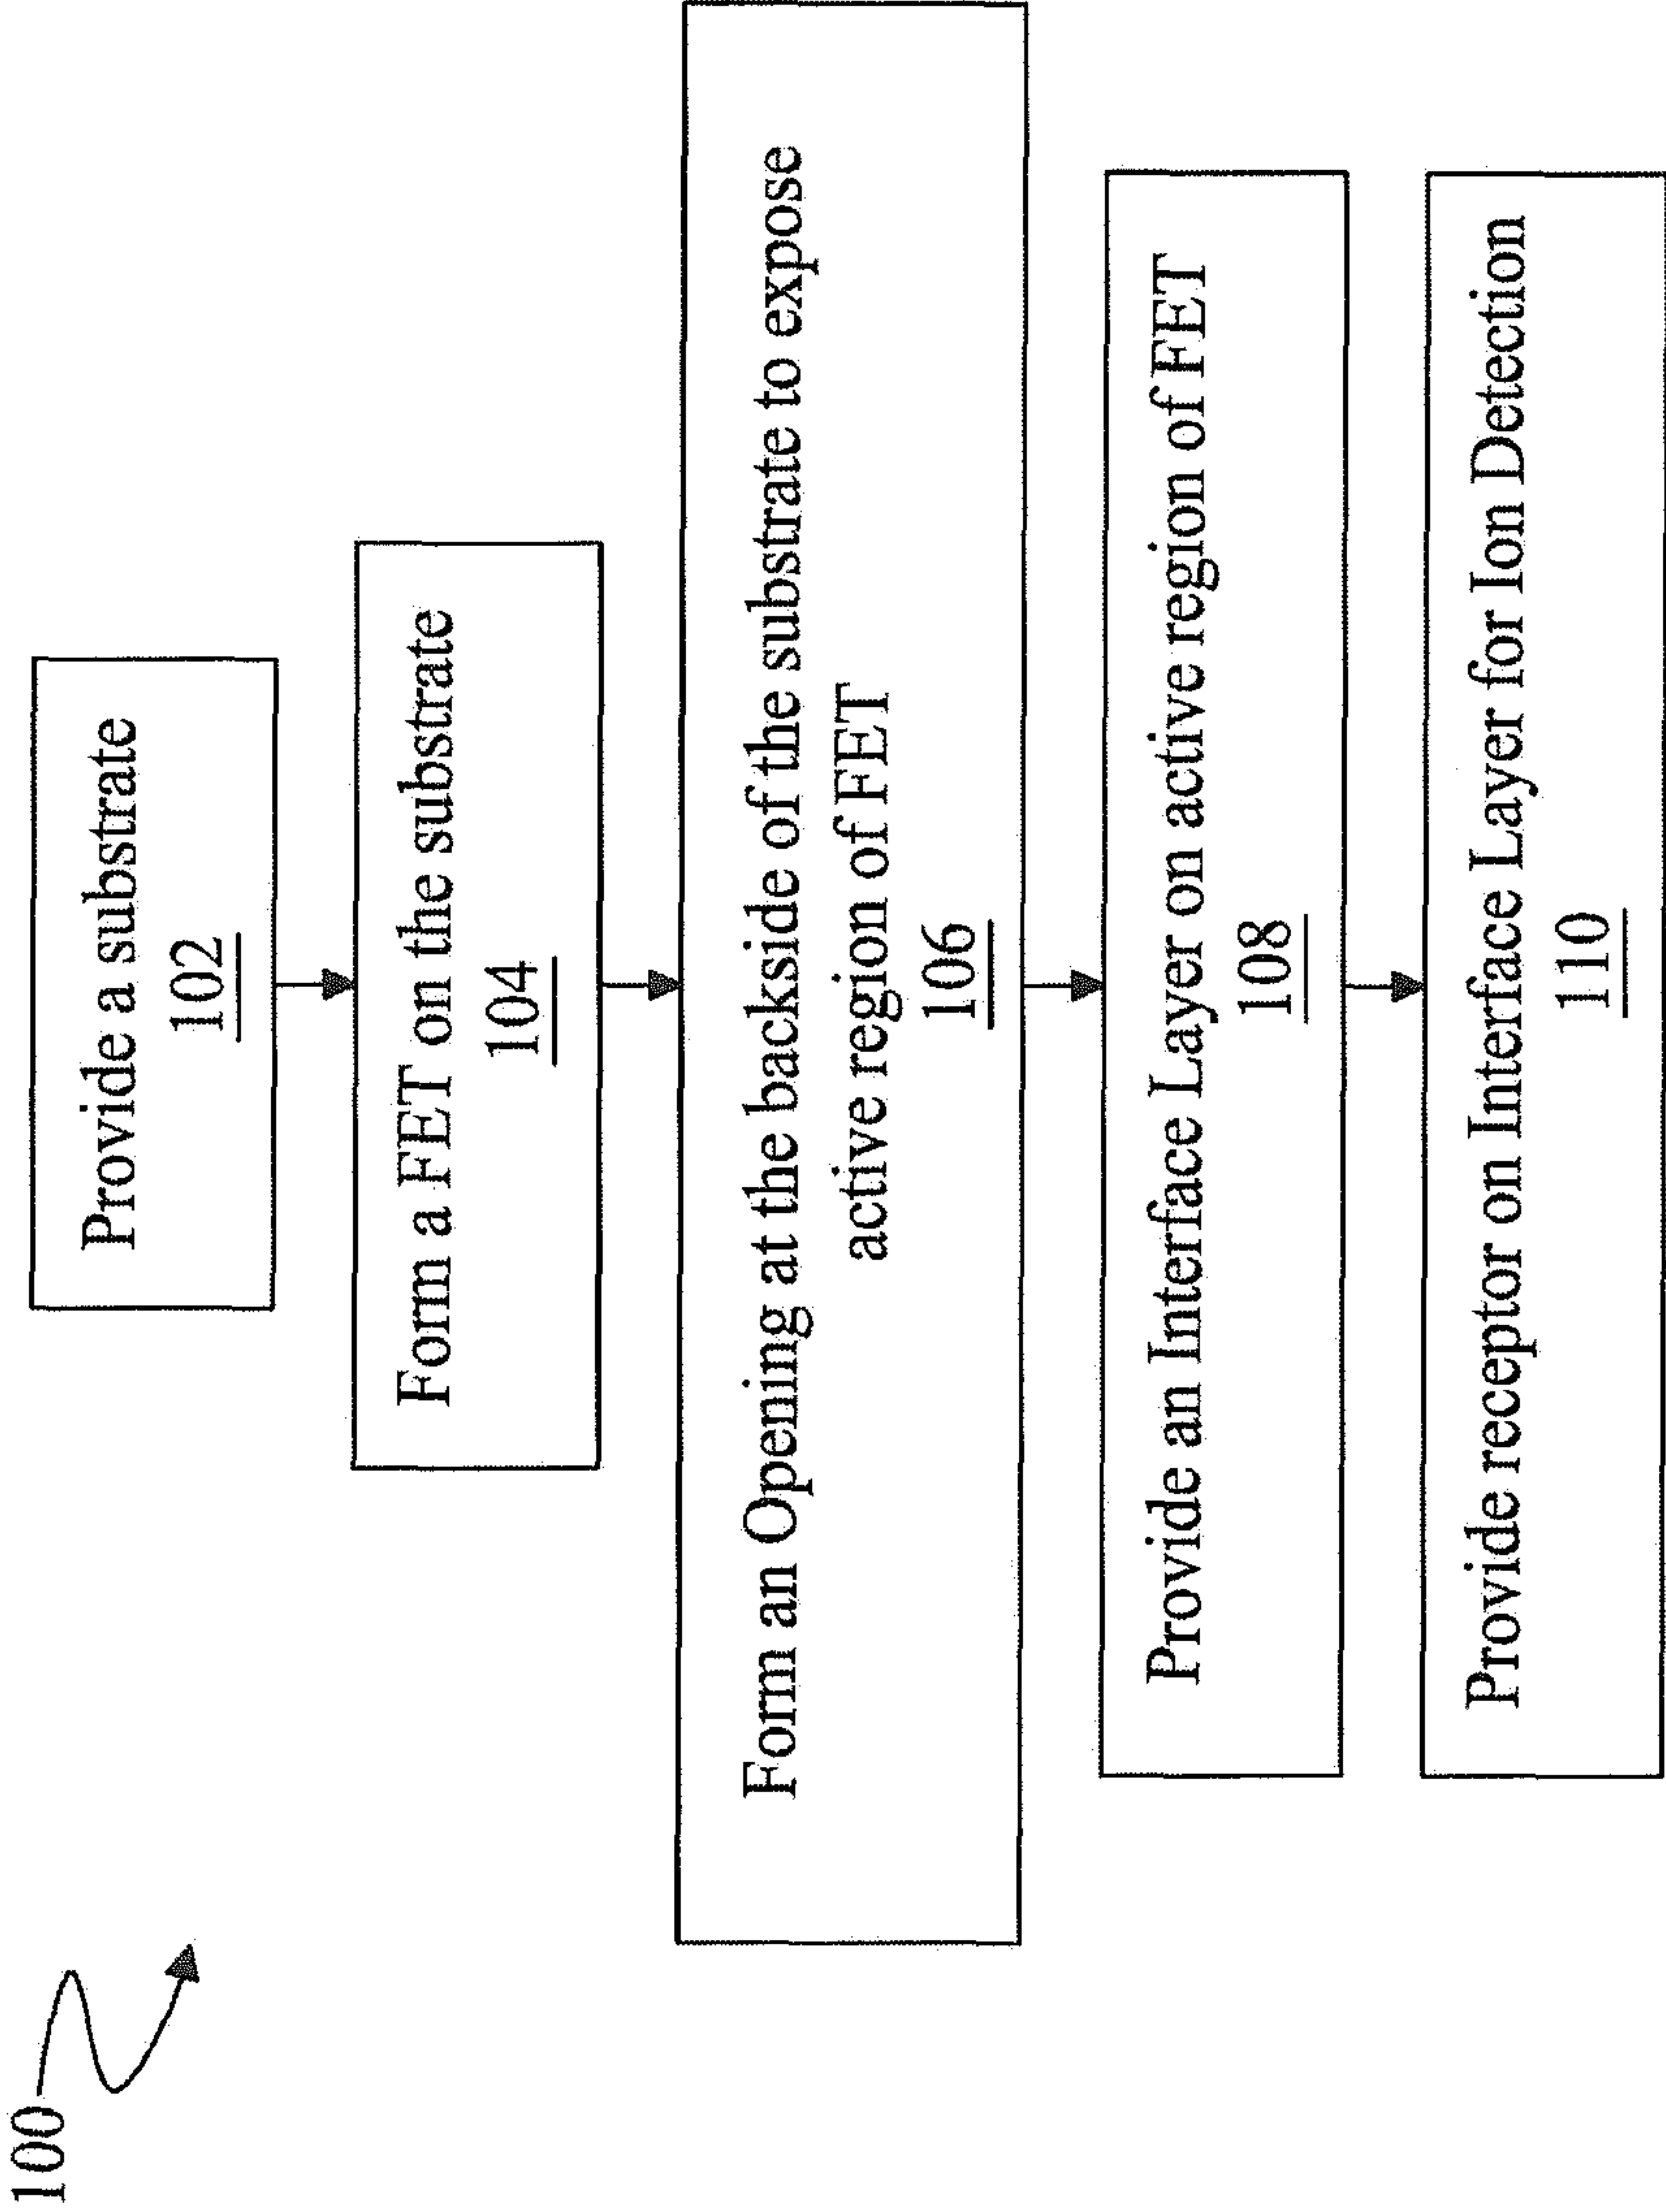 100
Provide a substrate
102
Form a FET on the substrate
104
Form an Opening at the backside of the substrate to expose
active region of FET
106
Provide an Interface Layer on active region of FET
108
Provide receptor on Interface Layer for Ion Detection
110